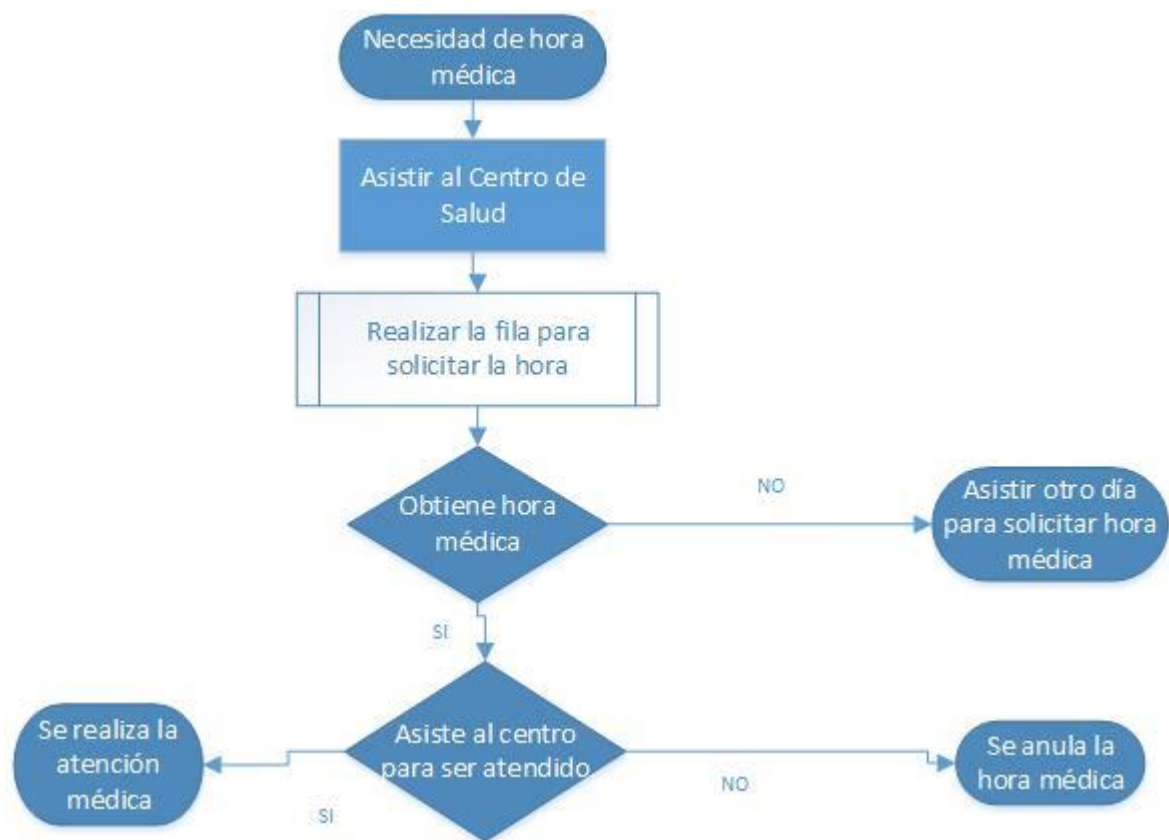 Necesidad de hora
médica
Asistir al Centro de
Salud
Realizar la fila para
solicitar la hora
Obtiene hora
médica
NO
Asistir otro día
para solicitar hora
médica
SI
Asiste al centro
para ser atendido
Se realiza la
atención
médica
SI
NO
Se anula la
hora médica